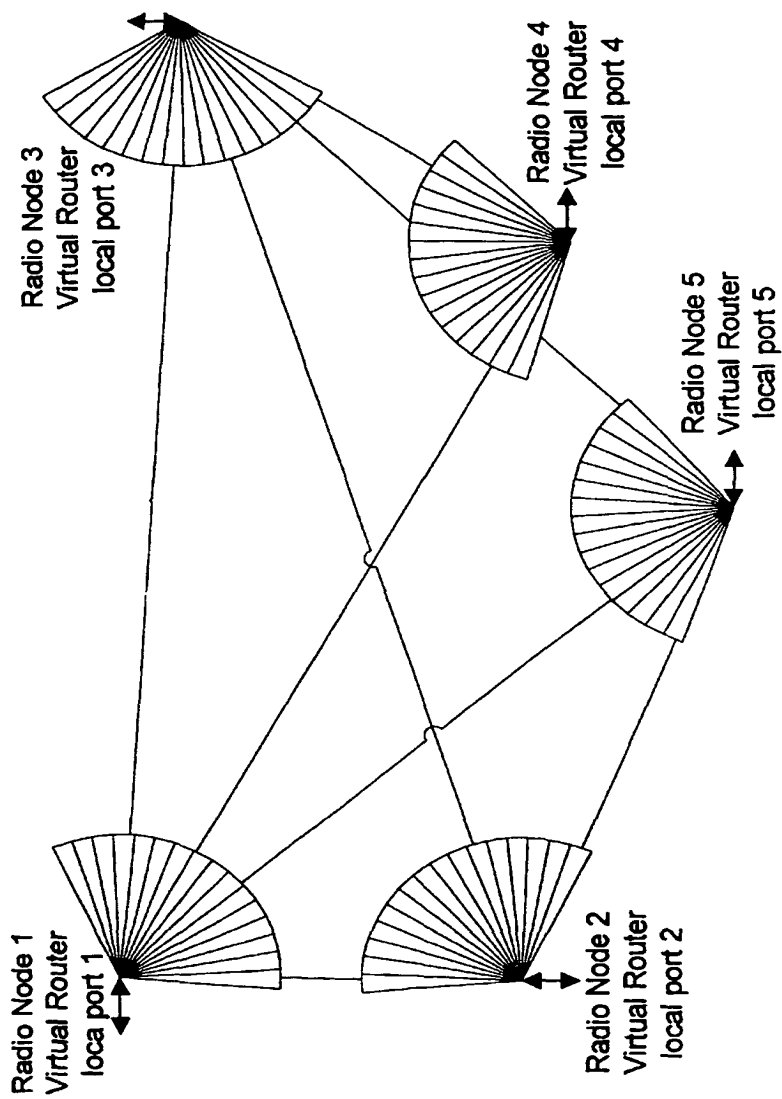 Radio Node 1
Virtual Router
loca port 1
Radio Node 2
Virtual Router
local port 2
Radio Node 3
Virtual Router
local port 3
Radio Node 4
Virtual Router
local port 4
Radio Node 5
Virtual Router
local port 5